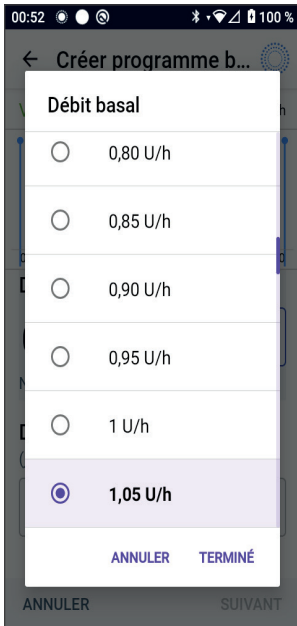 00:52 100 %
Créer programme b...
h
Débit basal
0,80 U/h
0,85 U/h
0,90 U/h
0,95 U/h
1 U/h
1,05 U/h
ANNULER TERMINÉ
ANNULER SUIVANT